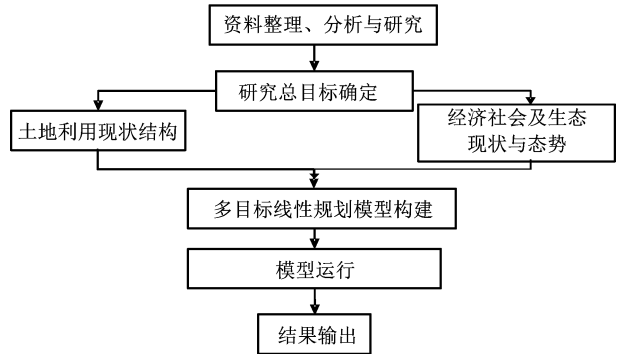 资料整理、分析与研究
研究总目标确定
土地利用现状结构
经济社会及生态
现状与态势
多目标线性规划模型构建
模型运行
结果输出